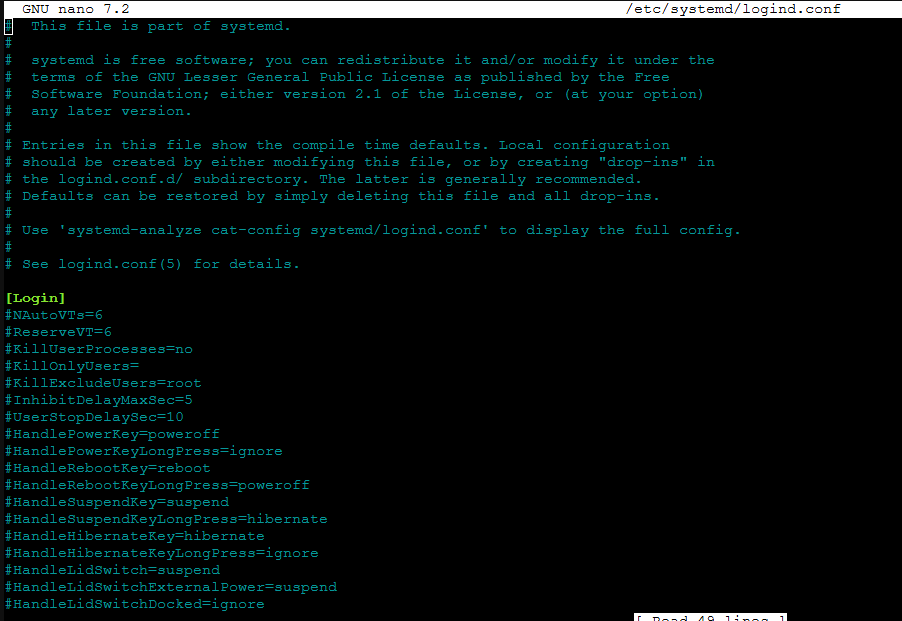 GNU nano 7.2 /etc/systemd/logind.conf
#  This file is part of systemd.
#
#  systemd is free software; you can redistribute it and/or modify it under the
#  terms of the GNU Lesser General Public License as published by the Free
#  Software Foundation; either version 2.1 of the License, or (at your option)
#  any later version.
#
# Entries in this file show the compile time defaults. Local configuration
# should be created by either modifying this file, or by creating "drop-ins" in
# the logind.conf.d/ subdirectory. The latter is generally recommended.
# Defaults can be restored by simply deleting this file and all drop-ins.
#
# Use 'systemd-analyze cat-config systemd/logind.conf' to display the full config.
#
# See logind.conf(5) for details.
[Login]
#NAutoVTs=6
#ReserveVT=6
#KillUserProcesses=no
#KillOnlyUsers=
#KillExcludeUsers=root
#InhibitDelayMaxSec=5
#UserStopDelaySec=10
#HandlePowerKey=poweroff
#HandlePowerKeyLongPress=ignore
#HandleRebootKey=reboot
#HandleRebootKeyLongPress=poweroff
#HandleSuspendKey=suspend
#HandleSuspendKeyLongPress=hibernate
#HandleHibernateKey=hibernate
#HandleHibernateKeyLongPress=ignore
#HandleLidSwitch=suspend
#HandleLidSwitchExternalPower=suspend
#HandleLidSwitchDocked=ignore
[ Read 49 lines ]